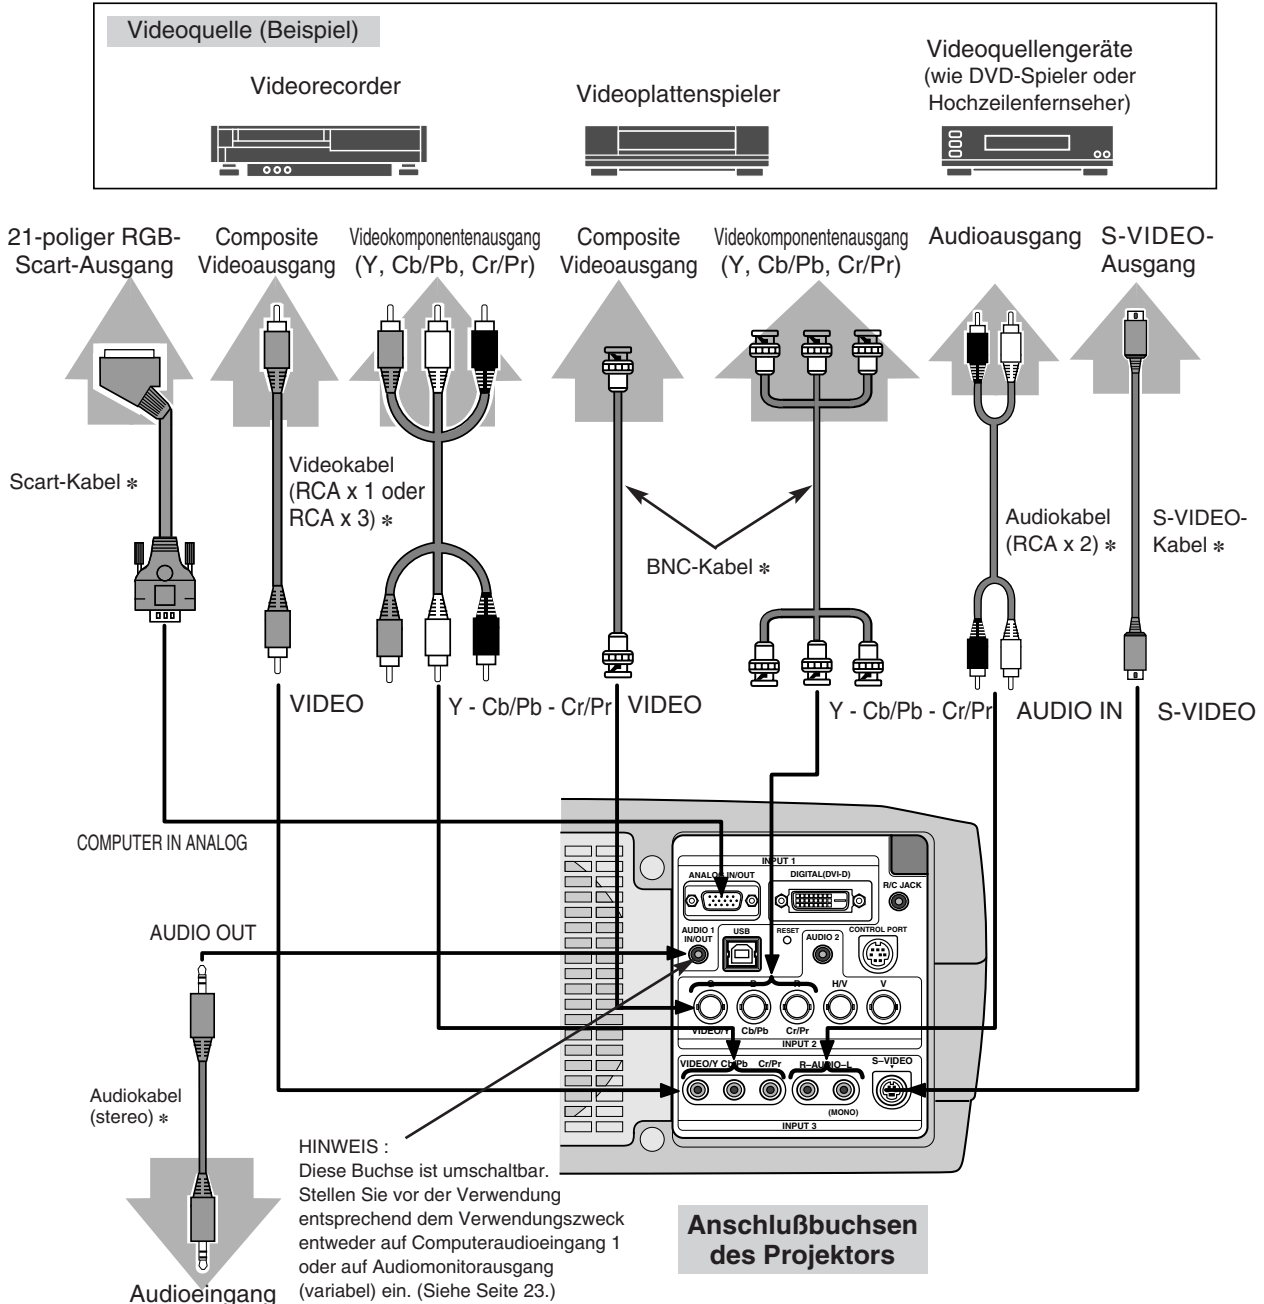 Videoquelle (Beispiel)
Videorecorder
Videoplattenspieler
Videoquellengeräte
(wie DVD-Spieler oder
Hochzeilenfernseher)
21-poliger RGB-
Scart-Ausgang
Composite
Videoausgang
Videokomponentenausgang
(Y, Cb/Pb, Cr/Pr)
Composite
Videoausgang
Videokomponentenausgang
(Y, Cb/Pb, Cr/Pr)
Audioausgang
S-VIDEO-
Ausgang
Scart-Kabel *
Videokabel
(RCA x 1 oder
RCA x 3) *
BNC-Kabel *
Audiokabel
(RCA x 2) *
S-VIDEO-
Kabel *
VIDEO
Y - Cb/Pb - Cr/Pr
VIDEO
Y - Cb/Pb - Cr/Pr
AUDIO IN
S-VIDEO
COMPUTER IN ANALOG
AUDIO OUT
INPUT 1
ANALOG IN/OUT
DIGITAL(DVI-D)
R/C JACK
AUDIO 1
IN/OUT
USB
RESET
AUDIO 2
CONTROL PORT
G
B
R
H/V
V
VIDEO/Y
Cb/Pb
Cr/Pr
INPUT 2
VIDEO/Y
Cb/Pb
Cr/Pr
R–AUDIO–L
S–VIDEO
(MONO)
INPUT 3
Audiokabel
(stereo) *
Audioeingang
HINWEIS :
Diese Buchse ist umschaltbar.
Stellen Sie vor der Verwendung
entsprechend dem Verwendungszweck
entweder auf Computeraudioeingang 1
oder auf Audiomonitorausgang
(variabel) ein. (Siehe Seite 23.)
Anschlußbuchsen
des Projektors